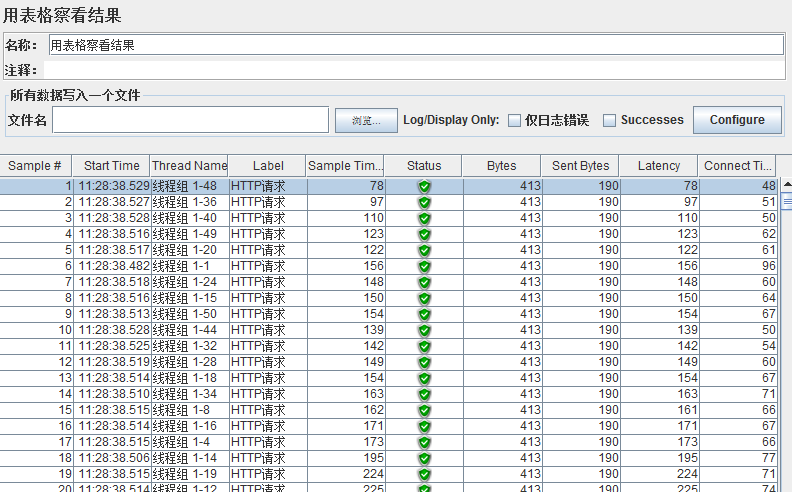 用表格察看结果
名称： 用表格察看结果
注释：
所有数据写入一个文件
文件名 浏览... Log/Display Only: 仅日志错误 Successes Configure
Sample # Start Time Thread Name Label Sample Tim... Status Bytes Sent Bytes Latency Connect Ti...
1 11:28:38.529 线程组 1-48 HTTP请求 78 413 190 78 48
2 11:28:38.527 线程组 1-36 HTTP请求 97 413 190 97 51
3 11:28:38.528 线程组 1-40 HTTP请求 110 413 190 110 50
4 11:28:38.516 线程组 1-49 HTTP请求 123 413 190 123 62
5 11:28:38.517 线程组 1-20 HTTP请求 122 413 190 122 61
6 11:28:38.482 线程组 1-1 HTTP请求 156 413 190 156 96
7 11:28:38.518 线程组 1-24 HTTP请求 148 413 190 148 60
8 11:28:38.516 线程组 1-15 HTTP请求 150 413 190 150 64
9 11:28:38.513 线程组 1-50 HTTP请求 154 413 190 154 67
10 11:28:38.528 线程组 1-44 HTTP请求 139 413 190 139 50
11 11:28:38.525 线程组 1-32 HTTP请求 142 413 190 142 54
12 11:28:38.519 线程组 1-28 HTTP请求 149 413 190 149 60
13 11:28:38.514 线程组 1-18 HTTP请求 154 413 190 154 67
14 11:28:38.510 线程组 1-34 HTTP请求 163 413 190 163 71
15 11:28:38.515 线程组 1-8 HTTP请求 162 413 190 161 66
16 11:28:38.514 线程组 1-16 HTTP请求 171 413 190 171 67
17 11:28:38.515 线程组 1-4 HTTP请求 173 413 190 173 66
18 11:28:38.506 线程组 1-14 HTTP请求 195 413 190 195 77
19 11:28:38.515 线程组 1-19 HTTP请求 224 413 190 224 71
20 11:28:38.514 线程组 1-12 HTTP请求 225 413 190 225 74